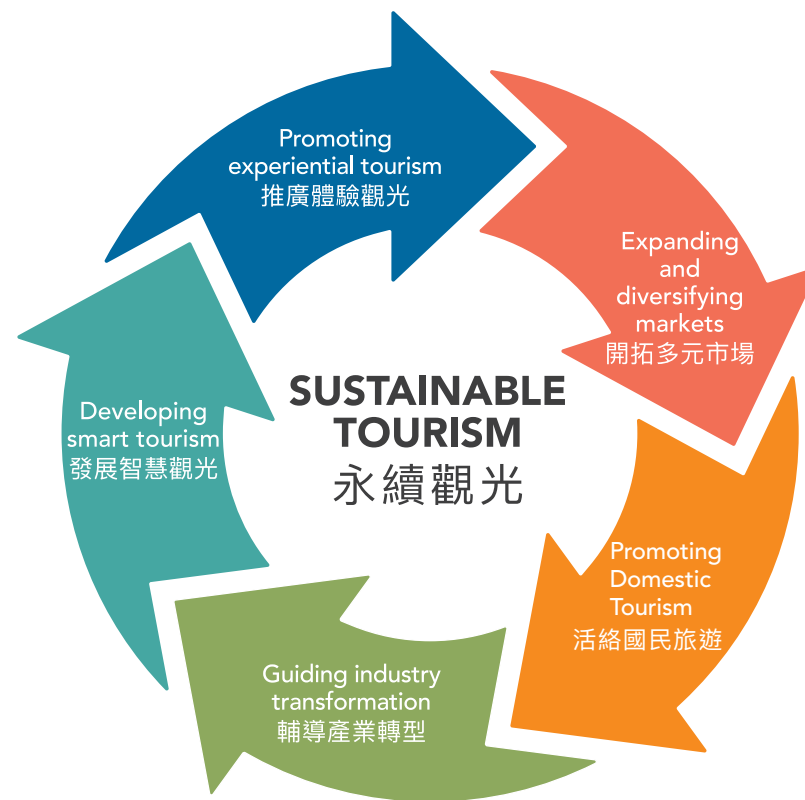 Promoting
experiential tourism
推廣體驗觀光
Expanding
and
diversifying
markets
開拓多元市場
SUSTAINABLE
TOURISM
永續觀光
Developing
smart tourism
發展智慧觀光
Promoting
Domestic
Tourism
活絡國民旅遊
Guiding industry
transformation
輔導產業轉型